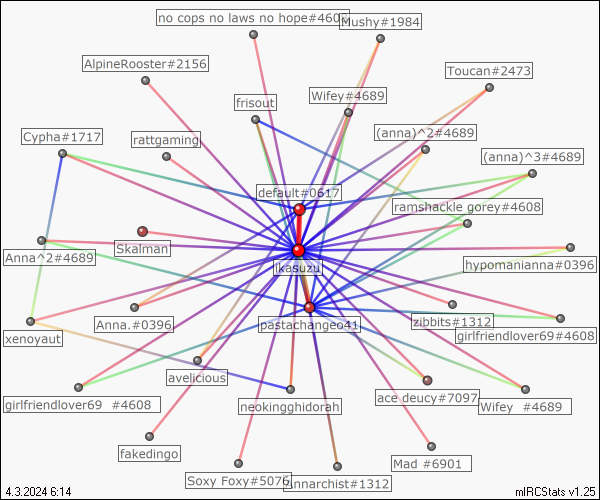 no cops no laws no hope#460
Mushy#1984
AlpineRooster#2156
Toucan#2473
frisout
Wifey#4689
Cypha#1717
rattgaming
(anna)^2#4689
(anna)^3#4689
default#0617
ramshackle gorey#4608
Skalman
Anna^2#4689
ikasuzu
hypomanianna#0396
Anna.#0396
pastachangeo41
zibbits#1312
girlfriendlover69#4608
xenoyaut
avelicious
girlfriendlover69 #4608
neokingghidorah
ace deucy#7097
Wifey #4689
fakedingo
Soxy Foxy#5076
Annarchist#1312
Mad #6901
4.3.2024 6:14
mIRCStats v1.25